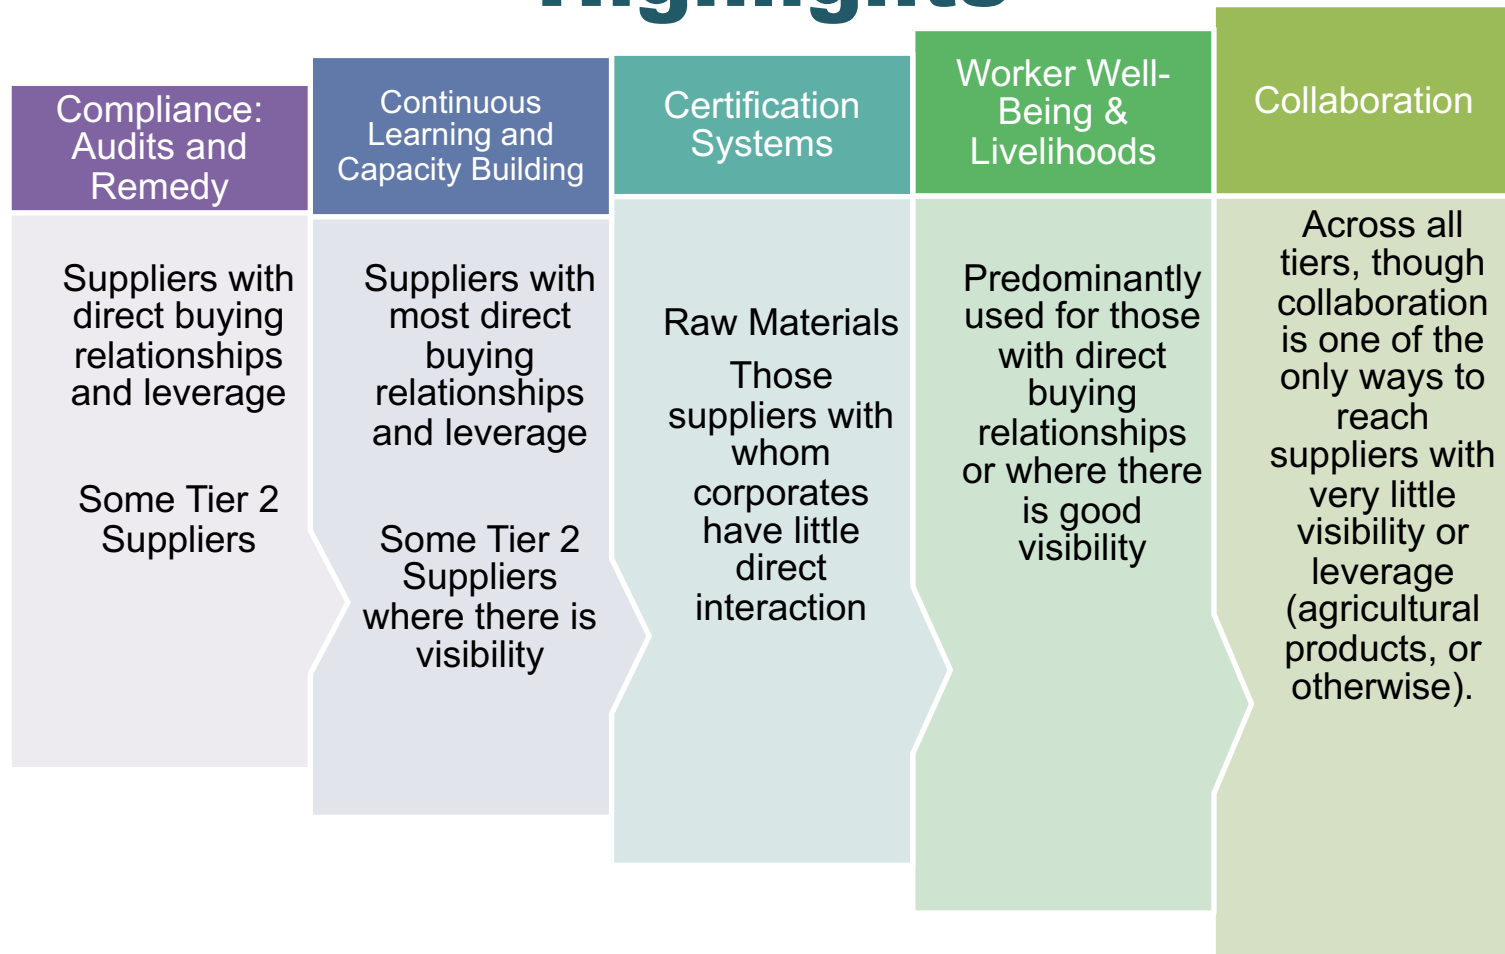 Highlights
Compliance:
Audits and
Remedy
Suppliers with
direct buying
relationships
and leverage
Some Tier 2
Suppliers
Continuous
Learning and
Capacity Building
Suppliers with
most direct
buying
relationships
and leverage
Some Tier 2
Suppliers
where there is
visibility
Certification
Systems
Raw Materials
Those
suppliers with
whom
corporates
have little
direct
interaction
Worker Well-
Being &
Livelihoods
Predominantly
used for those
with direct
buying
relationships
or where there
is good
visibility
Collaboration
Across all
tiers, though
collaboration
is one of the
only ways to
reach
suppliers with
very little
visibility or
leverage
(agricultural
products, or
otherwise).